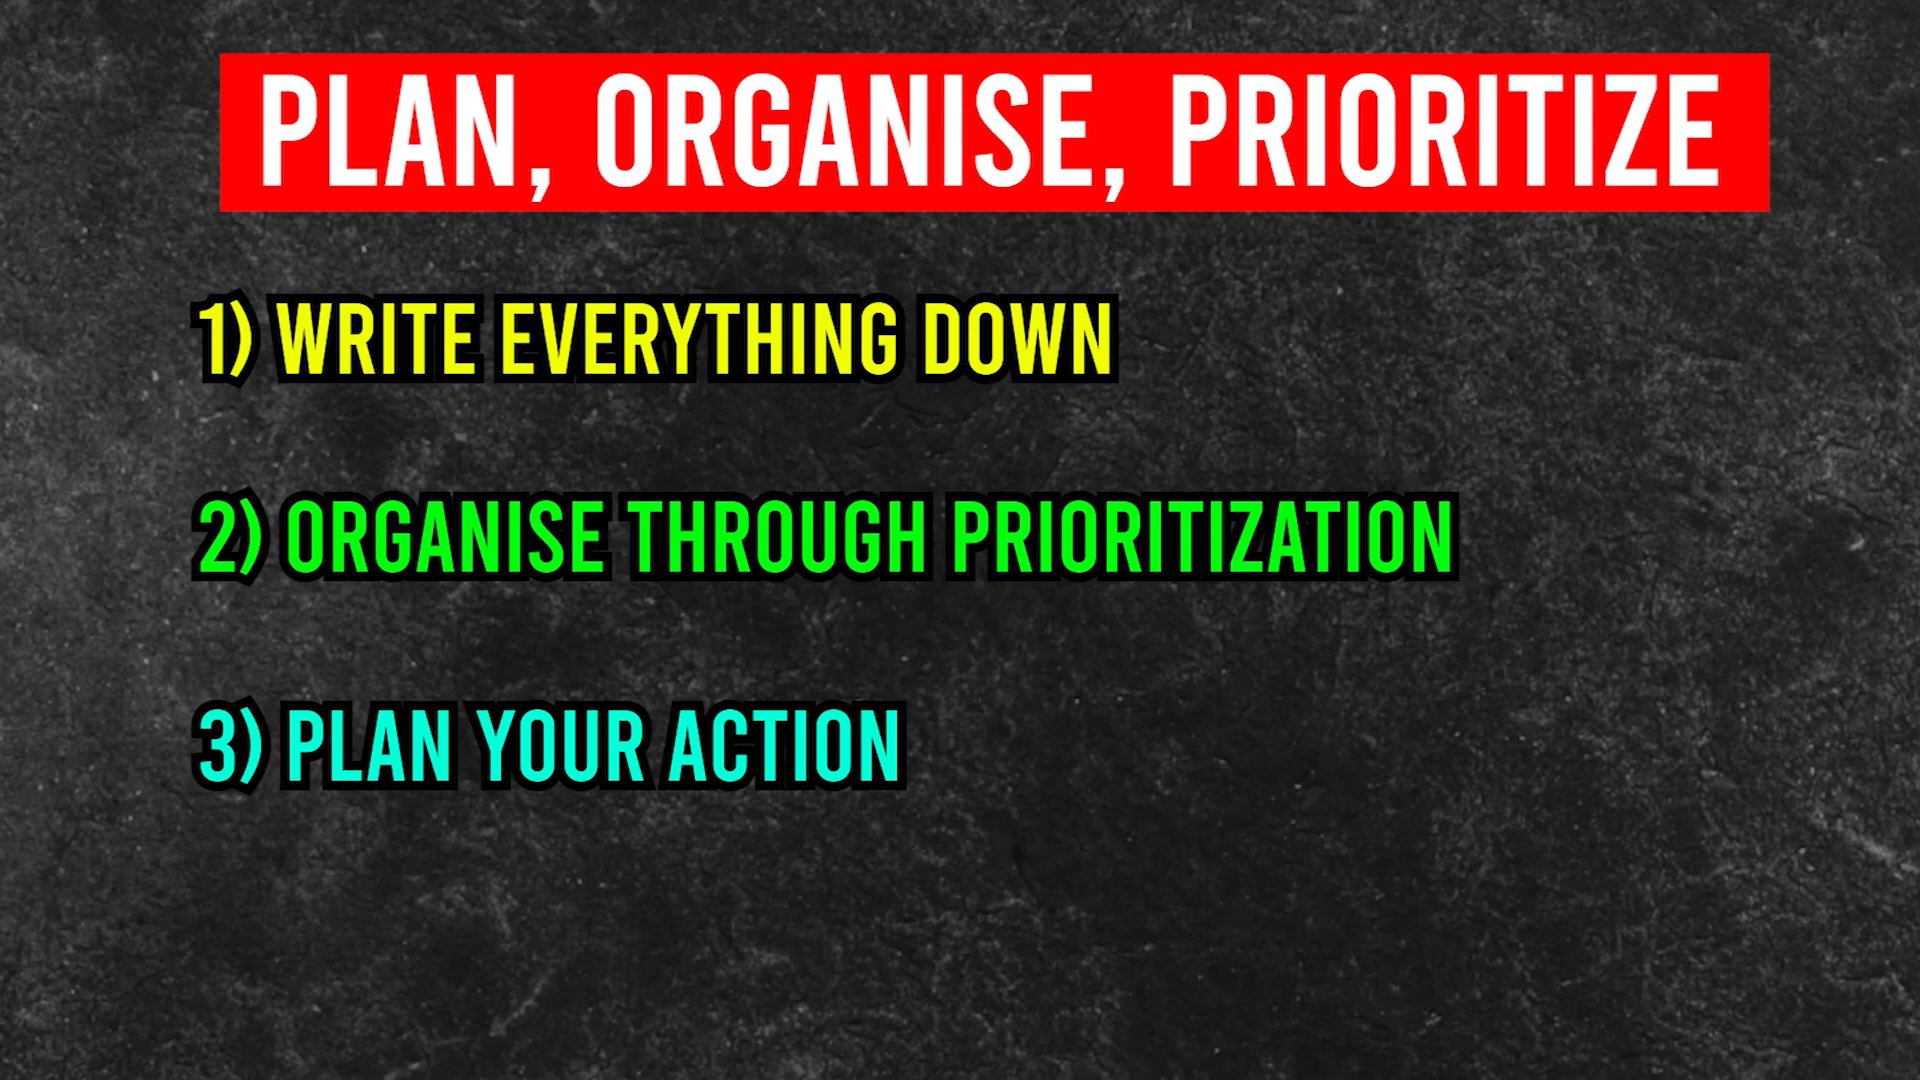 PLAN, ORGANISE, PRIORITIZE
1) WRITE EVERYTHING DOWN
2) ORGANISE THROUGH PRIORITIZATION
3) PLAN YOUR ACTION